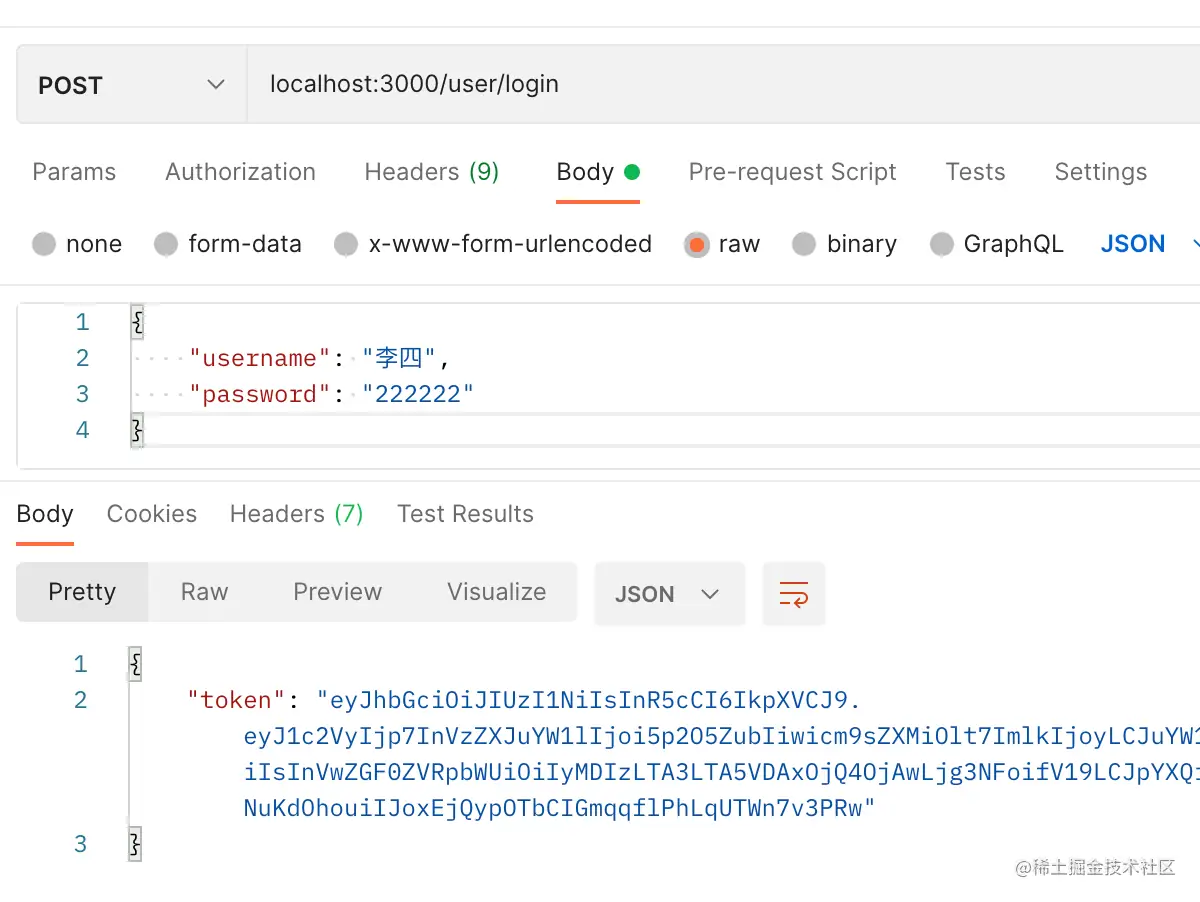 POST localhost:3000/user/login
Params Authorization Headers (9) Body Pre-request Script Tests Settings
none form-data x-www-form-urlencoded raw binary GraphQL JSON
1 {
2 "username": "李四",
3 "password": "222222"
4 }
Body Cookies Headers (7) Test Results
Pretty Raw Preview Visualize JSON
1 {
2 "token": "eyJhbGciOiJIUzI1NiIsInR5cCI6IkpXVCJ9.
eyJ1c2VyIjp7InVzZXJuYW1lIjoi5p2O5ZubIiwicm9sZXMiOlt7ImlkIjoyLCJuYW1
iIsInVwZGF0ZVRpbWUiOiIyMDIzLTA3LTA5VDAxOjQ4OjAwLjg3NFoifV19LCJpYXQi
NuKdOhouiIJoxEjQypOTbCIGmqqflPhLqUTWn7v3PRw"
3 }
@稀土掘金技术社区